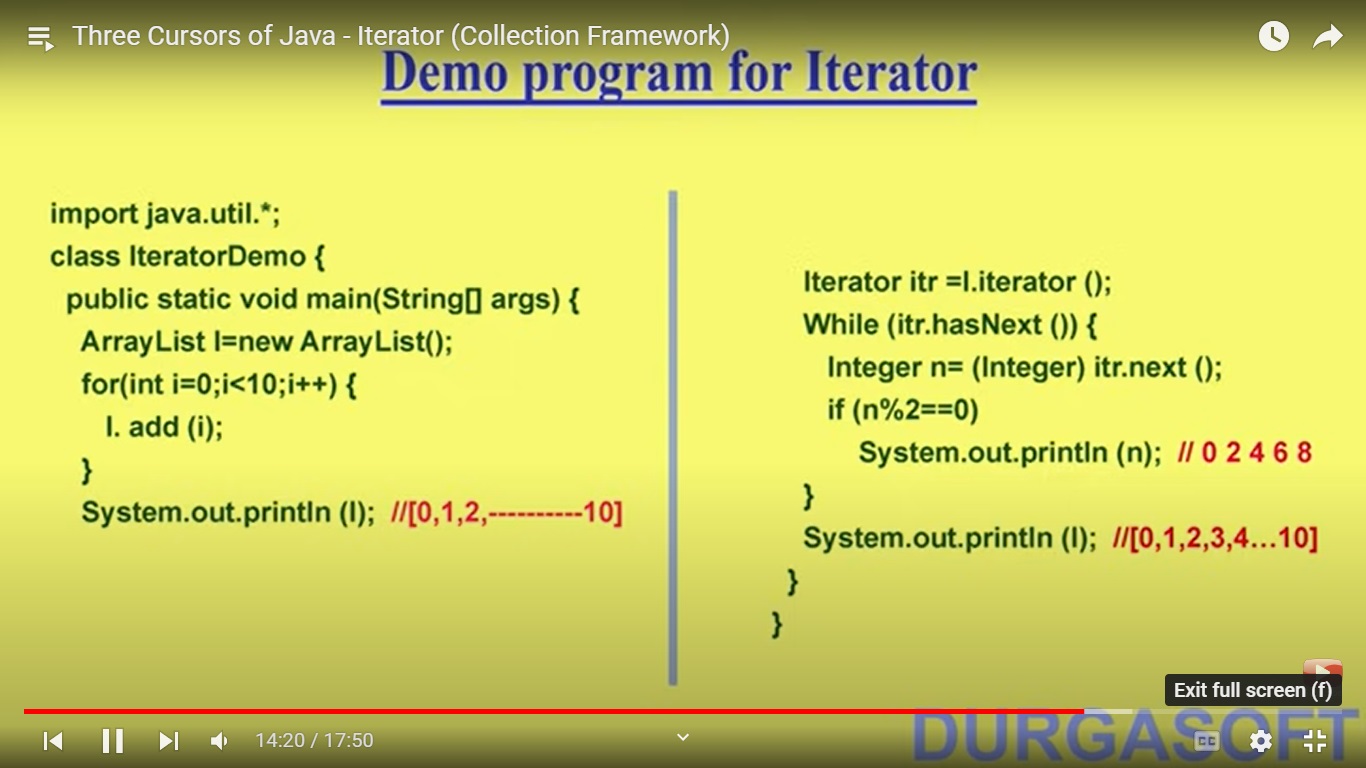 Three Cursors of Java - Iterator (Collection Framework)
Demo program for Iterator
import java.util.*;
class IteratorDemo {
public static void main(String[] args) {
ArrayList l=new ArrayList();
for(int i=0;i<10;i++) {
l. add (i);
}
System.out.println (l); //[0,1,2,----------10]
Iterator itr =l.iterator ();
While (itr.hasNext ()) {
Integer n= (Integer) itr.next ();
if (n%2==0)
System.out.println (n); // 0 2 4 6 8
}
System.out.println (l); //[0,1,2,3,4...10]
}
}
Exit full screen (f)
DURGASOFT
14:20 / 17:50
CC